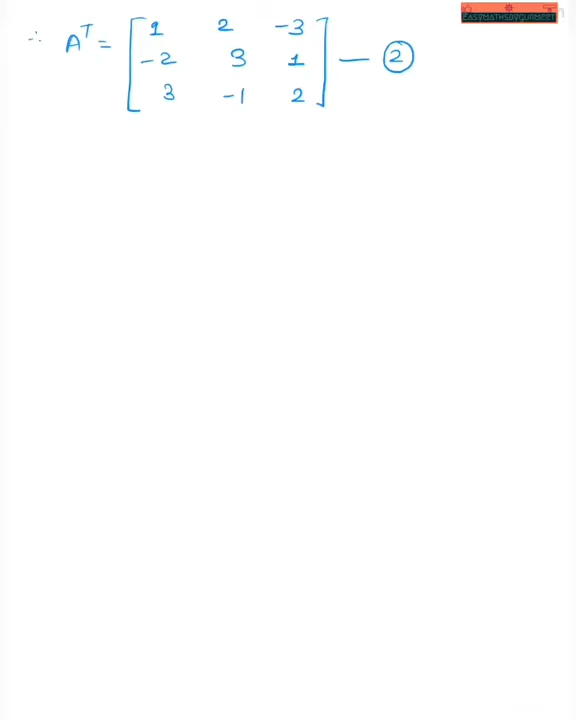 EASYMATHSBYGURMEET
∴ Aᵀ = [ 1 2 -3
-2 3 1 — ②
3 -1 2 ]